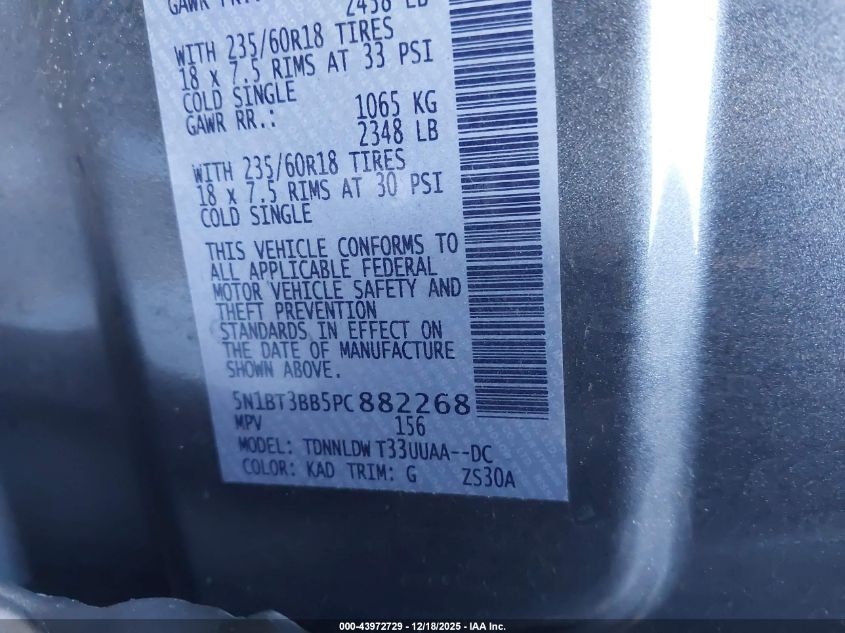 GAWR
2458 LB
WITH 235/60R18 TIRES
18 x 7.5 RIMS AT 33 PSI
COLD SINGLE
GAWR RR.: 1065 KG
2348 LB
WITH 235/60R18 TIRES
18 x 7.5 RIMS AT 30 PSI
COLD SINGLE
THIS VEHICLE CONFORMS TO
ALL APPLICABLE FEDERAL
MOTOR VEHICLE SAFETY AND
THEFT PREVENTION
STANDARDS IN EFFECT ON
THE DATE OF MANUFACTURE
SHOWN ABOVE.
5N1BT3BB5PC882268
MPV 156
MODEL: TDNNLDW T33UUAA--DC
COLOR: KAD TRIM: G ZS30A
000-43972729 - 12/18/2025 - IAA Inc.